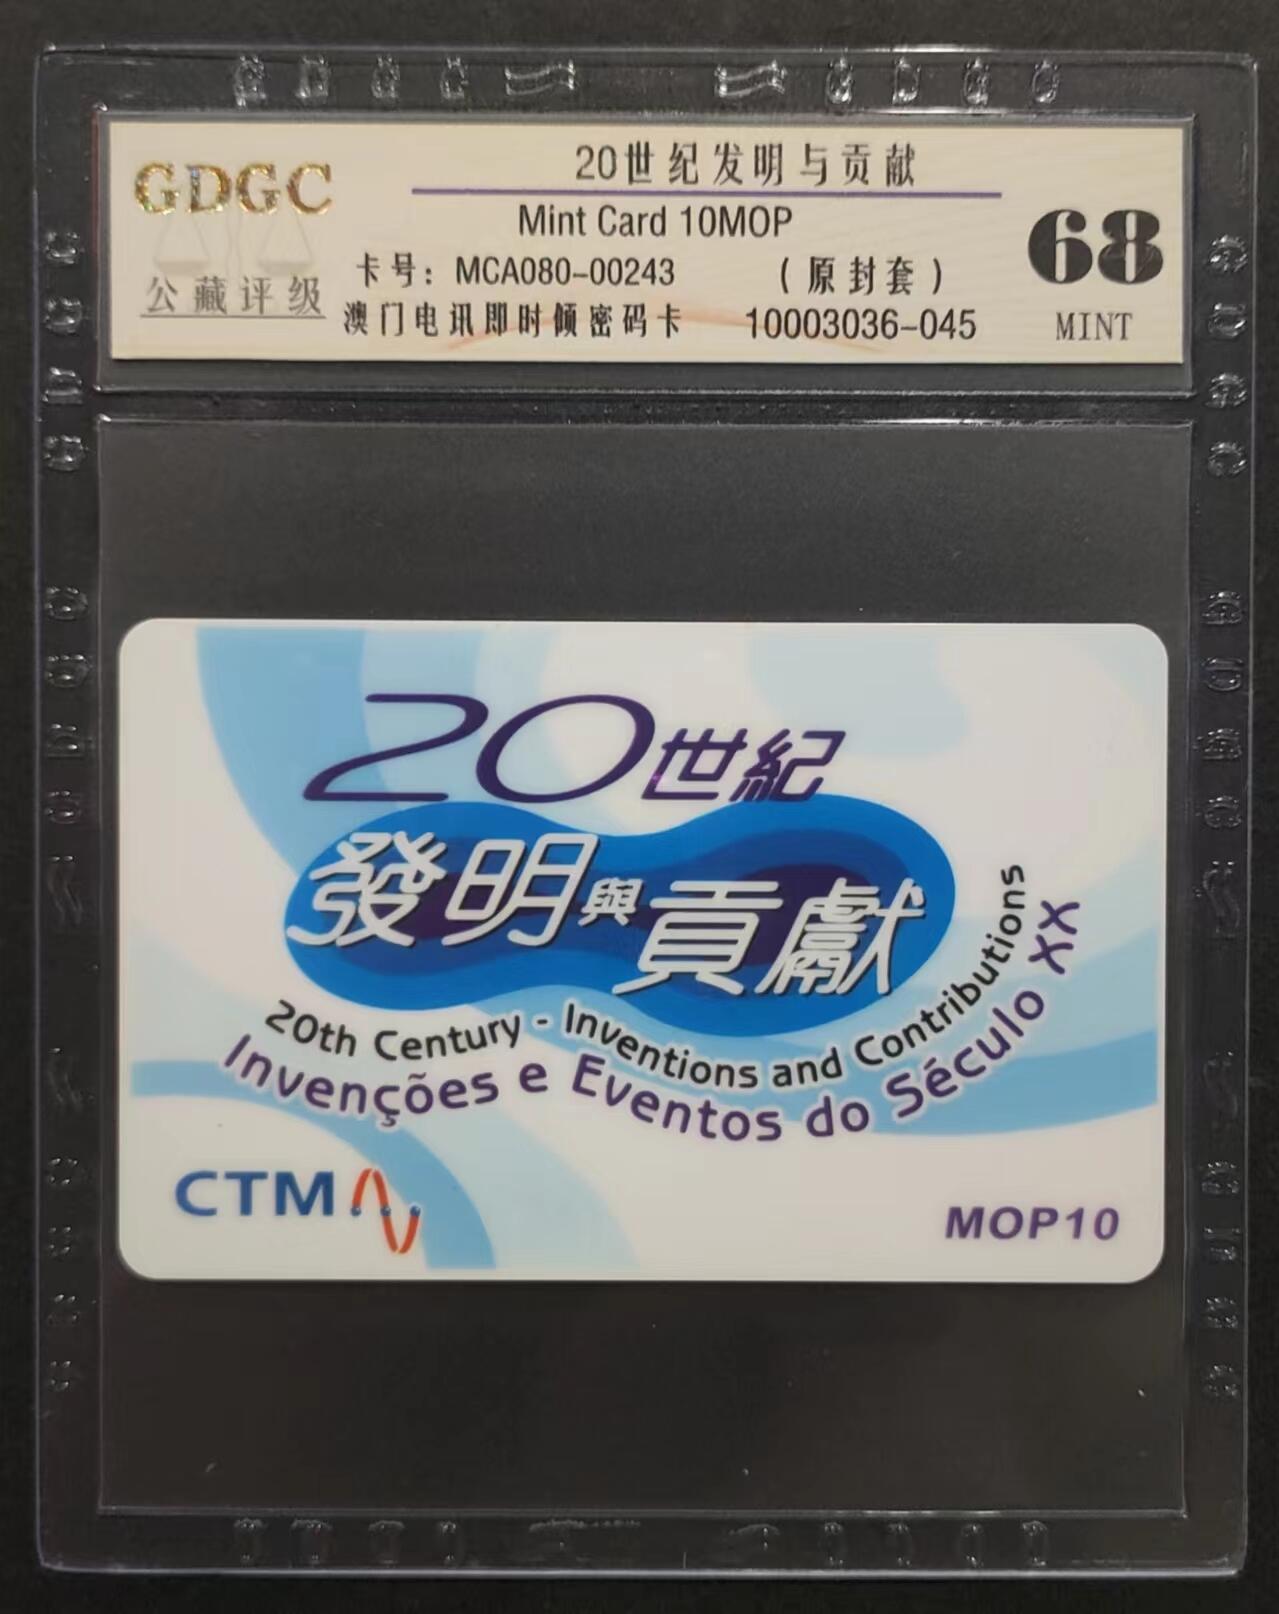 GDGC
公藏评级
20世纪发明与贡献
Mint Card 10MOP
卡号：MCA080-00243 （原封套）
澳门电讯即时倾密码卡 10003036-045
68
MINT
20世紀
發明與貢獻
20th Century - Inventions and Contributions
Invenções e Eventos do Século XX
CTM
MOP10